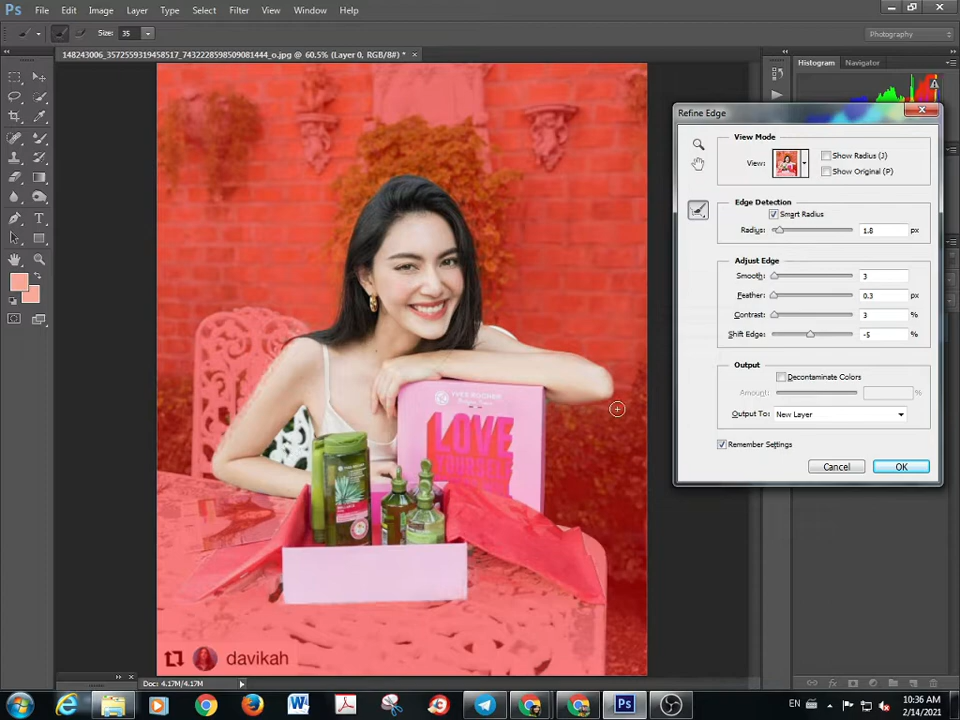 Ps File Edit Image Layer Type Select Filter View Window Help
Size: 35
Photography
148243006_3572559319458517_7432228598509081444_o.jpg @ 60.5% (Layer 0, RGB/8#) *
Histogram Navigator
Refine Edge
View Mode
View:
Show Radius (J)
Show Original (P)
Edge Detection
Smart Radius
Radius: 1.8 px
Adjust Edge
Smooth: 3
Feather: 0.3 px
Contrast: 3 %
Shift Edge: -5 %
Output
Decontaminate Colors
Amount: %
Output To: New Layer
Remember Settings
Cancel OK
YVES ROCHER
LOVE
YOURSELF
davikah
Doc: 4.17M/4.17M
EN
10:36 AM
2/14/2021